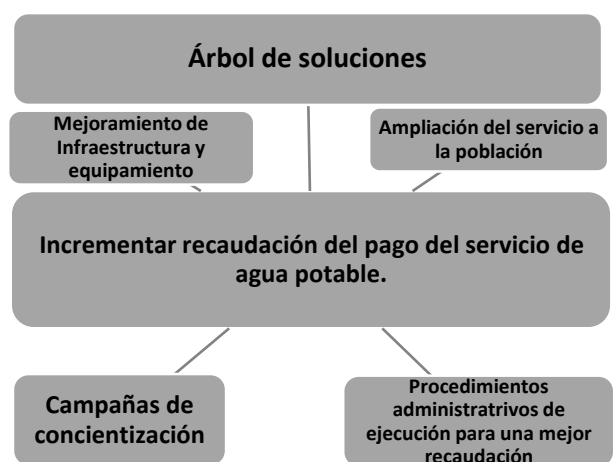 Árbol de soluciones
Mejoramiento de
Infraestructura y
equipamiento
Ampliación del servicio a
la población
Incrementar recaudación del pago del servicio de
agua potable.
Campañas de
concientización
Procedimientos
administratrivos de
ejecución para una mejor
recaudación